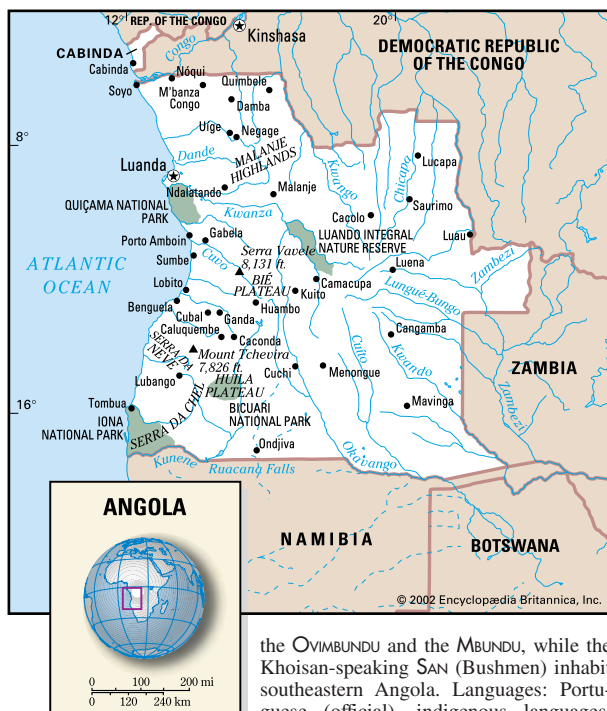 12° REP. OF THE CONGO 20°
Kinshasa
CABINDA
Cabinda
Congo
DEMOCRATIC REPUBLIC
OF THE CONGO
Soyo
Nóqui
M'banza
Congo
Quimbele
Damba
8°
Uíge Negage
Dande
MALANJE
HIGHLANDS
Luanda
Lucapa
Kwango
Chicapa
Ndalatando
Malanje
QUIÇAMA NATIONAL
PARK
Kwanza
Cacolo
Saurimo
LUANDO INTEGRAL
NATURE RESERVE
Luau
Porto Amboin
Gabela
Sumbe
Cuvo
Serra Vavele
8,131 ft.
BIÉ
PLATEAU
Luena
Zambezi
ATLANTIC
OCEAN
Camacupa
Lungué-Bungo
Lobito
Kuito
Benguela
Huambo
Cubal Ganda
Caluquembe
Caconda
Cangamba
SERRA DA
NEVE
Mount Tchevira
7,826 ft.
Cuchi
Cuito
Kwando
Menongue
ZAMBIA
Lubango
HUILA
PLATEAU
Zambezi
Tombua
IONA
NATIONAL PARK
SERRA DA CHEL
BICUARI
NATIONAL PARK
Mavinga
16°
Ondjiva
Kunene
Ruacana Falls
Okavango
NAMIBIA
BOTSWANA
© 2002 Encyclopædia Britannica, Inc.
ANGOLA
0 100 200 mi
0 120 240 km
the OVIMBUNDU and the MBUNDU, while the
Khoisan-speaking SAN (Bushmen) inhabit
southeastern Angola. Languages: Portu-
guese (official), indigenous languages.